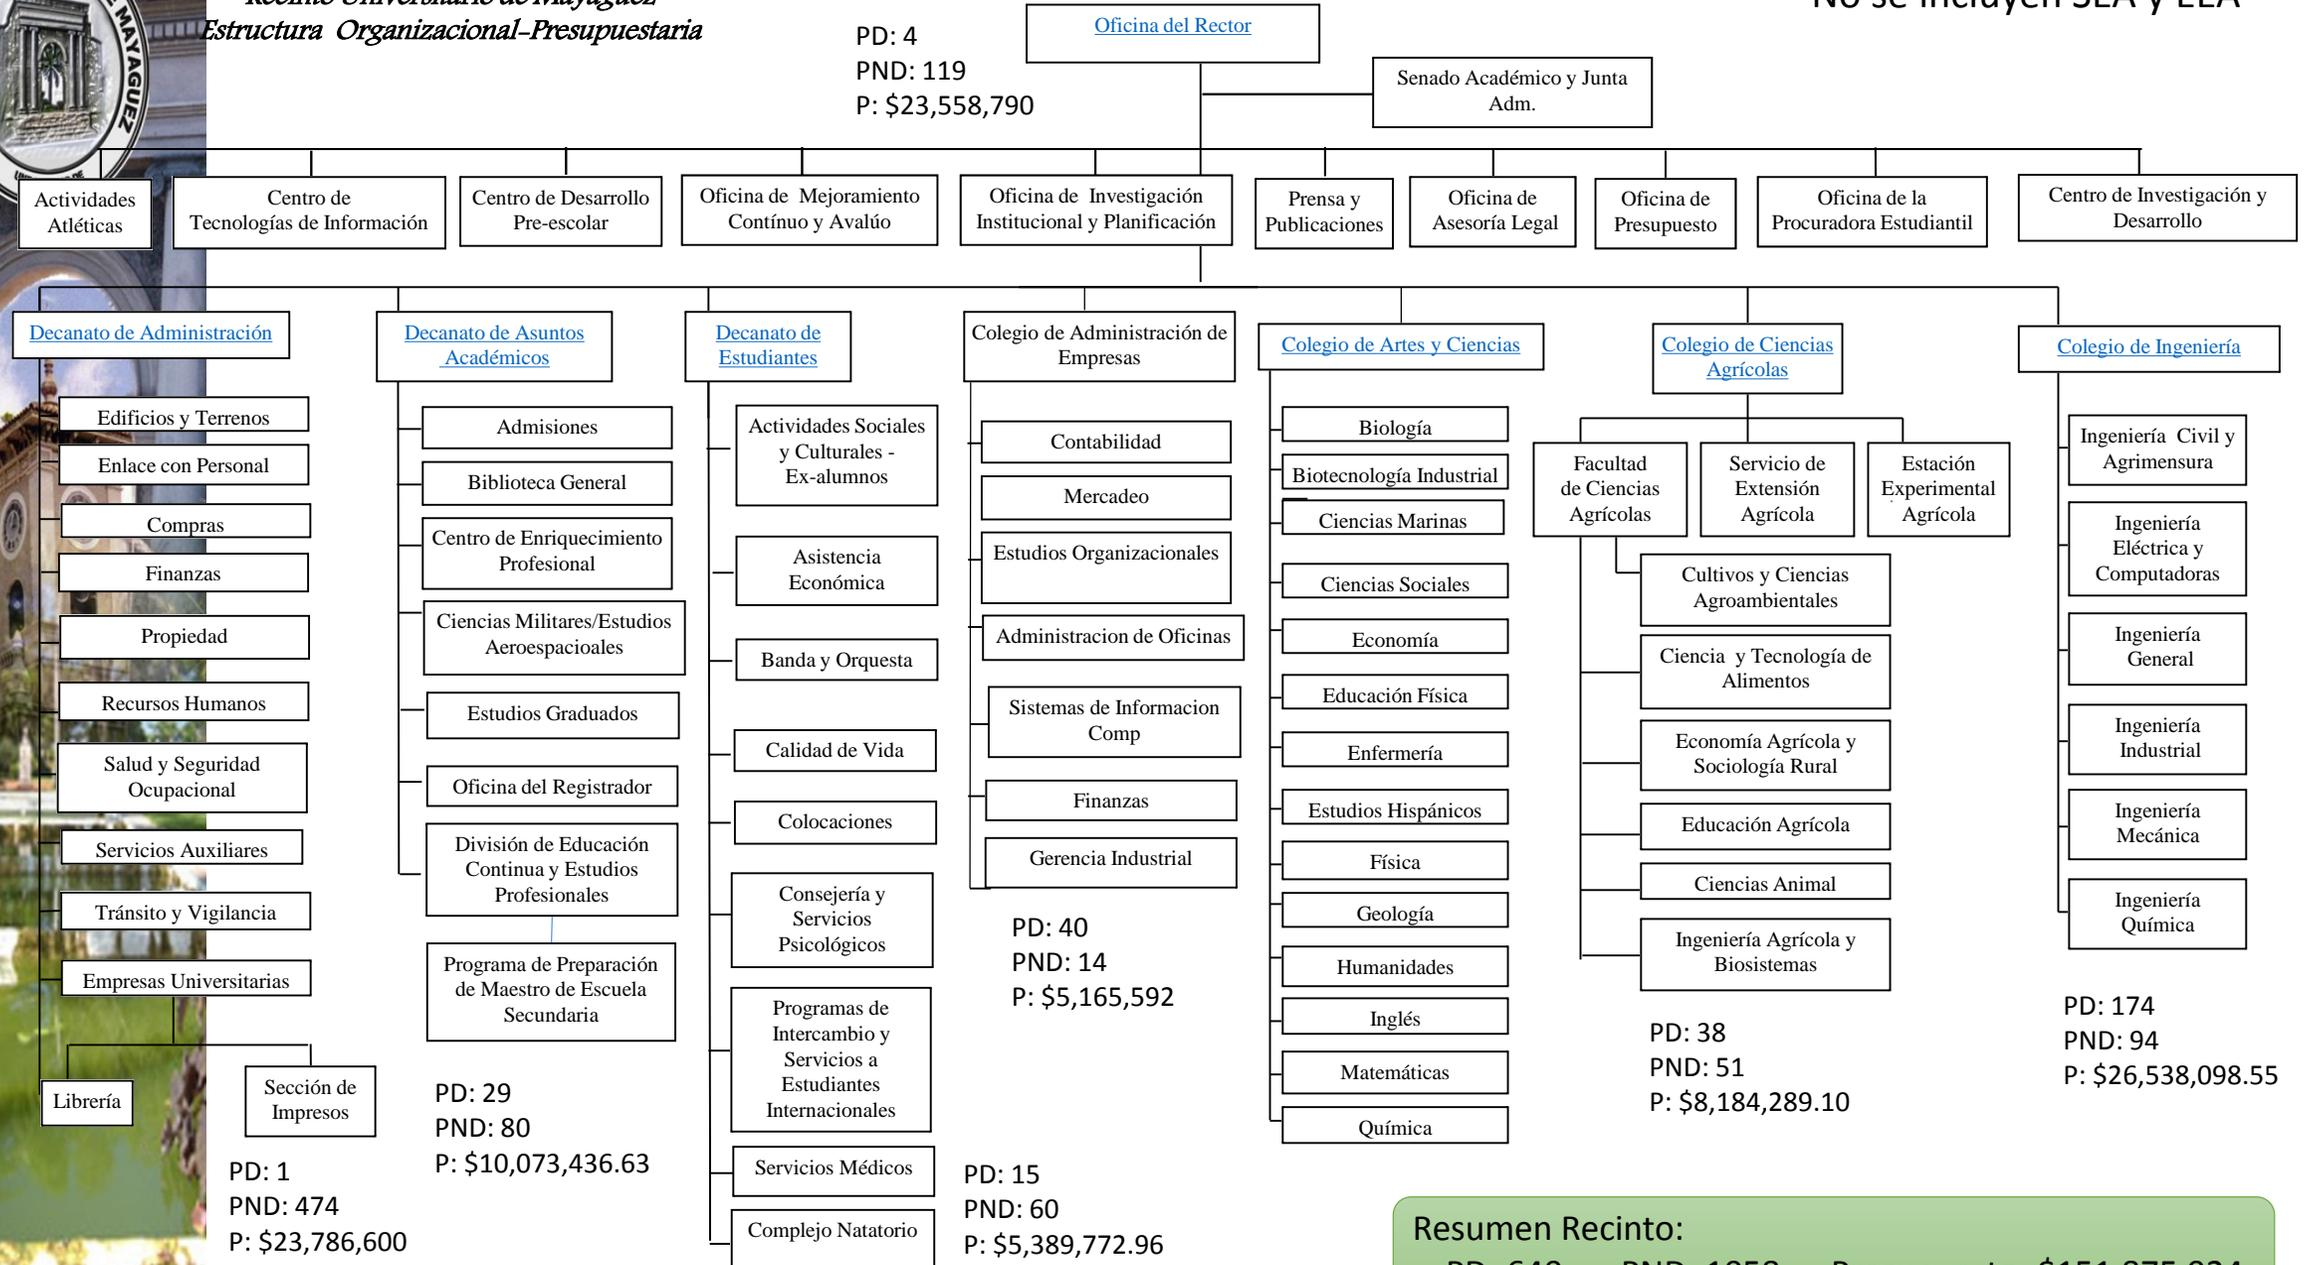 Recinto Universitario de Mayagüez
Estructura Organizacional-Presupuestaria
No se incluyen SEA y EEA
MAYAGUEZ
PD: 4
PND: 119
P: $23,558,790
Oficina del Rector
Senado Académico y Junta
Adm.
Actividades
Atléticas
Centro de
Tecnologías de Información
Centro de Desarrollo
Pre-escolar
Oficina de Mejoramiento
Contínuo y Avalúo
Oficina de Investigación
Institucional y Planificación
Prensa y
Publicaciones
Oficina de
Asesoría Legal
Oficina de
Presupuesto
Oficina de la
Procuradora Estudiantil
Centro de Investigación y
Desarrollo
Decanato de Administración
Edificios y Terrenos
Enlace con Personal
Compras
Finanzas
Propiedad
Recursos Humanos
Salud y Seguridad
Ocupacional
Servicios Auxiliares
Tránsito y Vigilancia
Empresas Universitarias
Librería
Sección de
Impresos
PD: 1
PND: 474
P: $23,786,600
Decanato de Asuntos
Académicos
Admisiones
Biblioteca General
Centro de Enriquecimiento
Profesional
Ciencias Militares/Estudios
Aeroespacioales
Estudios Graduados
Oficina del Registrador
División de Educación
Continua y Estudios
Profesionales
Programa de Preparación
de Maestro de Escuela
Secundaria
PD: 29
PND: 80
P: $10,073,436.63
Decanato de
Estudiantes
Actividades Sociales
y Culturales -
Ex-alumnos
Asistencia
Económica
Banda y Orquesta
Calidad de Vida
Colocaciones
Consejería y
Servicios
Psicológicos
Programas de
Intercambio y
Servicios a
Estudiantes
Internacionales
Servicios Médicos
Complejo Natatorio
PD: 15
PND: 60
P: $5,389,772.96
Colegio de Administración de
Empresas
Contabilidad
Mercadeo
Estudios Organizacionales
Administracion de Oficinas
Sistemas de Informacion
Comp
Finanzas
Gerencia Industrial
PD: 40
PND: 14
P: $5,165,592
Colegio de Artes y Ciencias
Biología
Biotecnología Industrial
Ciencias Marinas
Ciencias Sociales
Economía
Educación Física
Enfermería
Estudios Hispánicos
Física
Geología
Humanidades
Inglés
Matemáticas
Química
Colegio de Ciencias
Agrícolas
Facultad
de Ciencias
Agrícolas
Servicio de
Extensión
Agrícola
Estación
Experimental
Agrícola
Cultivos y Ciencias
Agroambientales
Ciencia y Tecnología de
Alimentos
Economía Agrícola y
Sociología Rural
Educación Agrícola
Ciencias Animal
Ingeniería Agrícola y
Biosistemas
PD: 38
PND: 51
P: $8,184,289.10
Colegio de Ingeniería
Ingeniería Civil y
Agrimensura
Ingeniería
Eléctrica y
Computadoras
Ingeniería
General
Ingeniería
Industrial
Ingeniería
Mecánica
Ingeniería
Química
PD: 174
PND: 94
P: $26,538,098.55
Resumen Recinto: